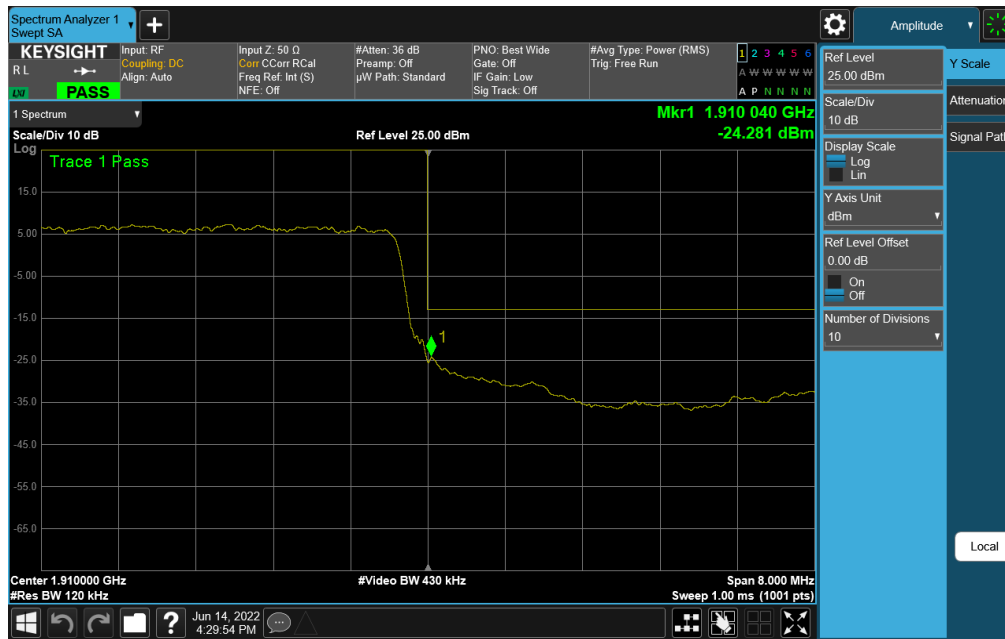 Spectrum Analyzer 1
Swept SA
Amplitude
KEYSIGHT
R L
LXI
PASS
Input: RF
Coupling: DC
Align: Auto
Input Z: 50 Ω
Corr CCorr RCal
Freq Ref: Int (S)
NFE: Off
#Atten: 36 dB
Preamp: Off
µW Path: Standard
PNO: Best Wide
Gate: Off
IF Gain: Low
Sig Track: Off
#Avg Type: Power (RMS)
Trig: Free Run
1 2 3 4 5 6
A W W W W W
A P N N N N
1 Spectrum
Mkr1 1.910 040 GHz
Scale/Div 10 dB
Ref Level 25.00 dBm
-24.281 dBm
Log
Trace 1 Pass
15.0
5.00
-5.00
-15.0
1
-25.0
-35.0
-45.0
-55.0
-65.0
Center 1.910000 GHz
#Video BW 430 kHz
Span 8.000 MHz
#Res BW 120 kHz
Sweep 1.00 ms (1001 pts)
Ref Level
25.00 dBm
Scale/Div
10 dB
Display Scale
Log
Lin
Y Axis Unit
dBm
Ref Level Offset
0.00 dB
On
Off
Number of Divisions
10
Y Scale
Attenuation
Signal Path
Local
?
Jun 14, 2022
4:29:54 PM